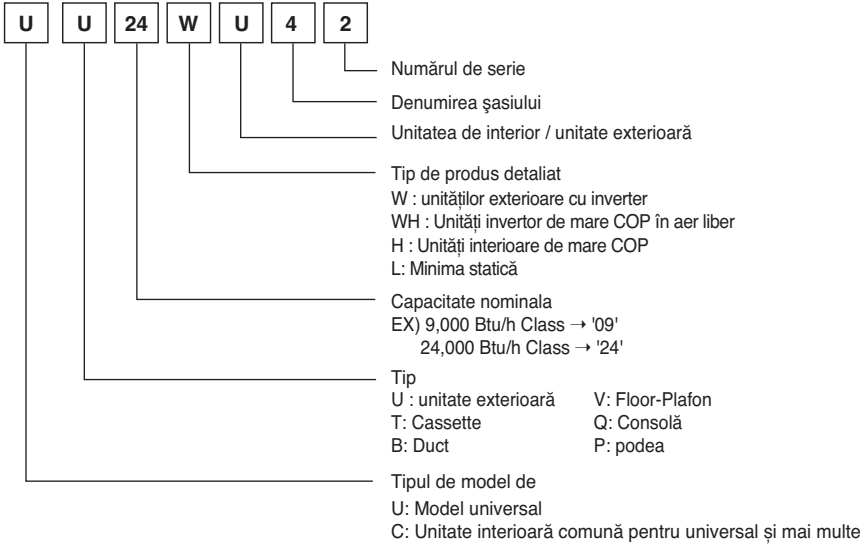 U U 24 W U 4 2
Numărul de serie
Denumirea şasiului
Unitatea de interior / unitate exterioară
Tip de produs detaliat
W : unităților exterioare cu inverter
WH : Unități invertor de mare COP în aer liber
H : Unități interioare de mare COP
L: Minima statică
Capacitate nominala
EX) 9,000 Btu/h Class ➝ '09'
24,000 Btu/h Class ➝ '24'
Tip
U : unitate exterioară V: Floor-Plafon
T: Cassette Q: Consolă
B: Duct P: podea
Tipul de model de
U: Model universal
C: Unitate interioară comună pentru universal și mai multe